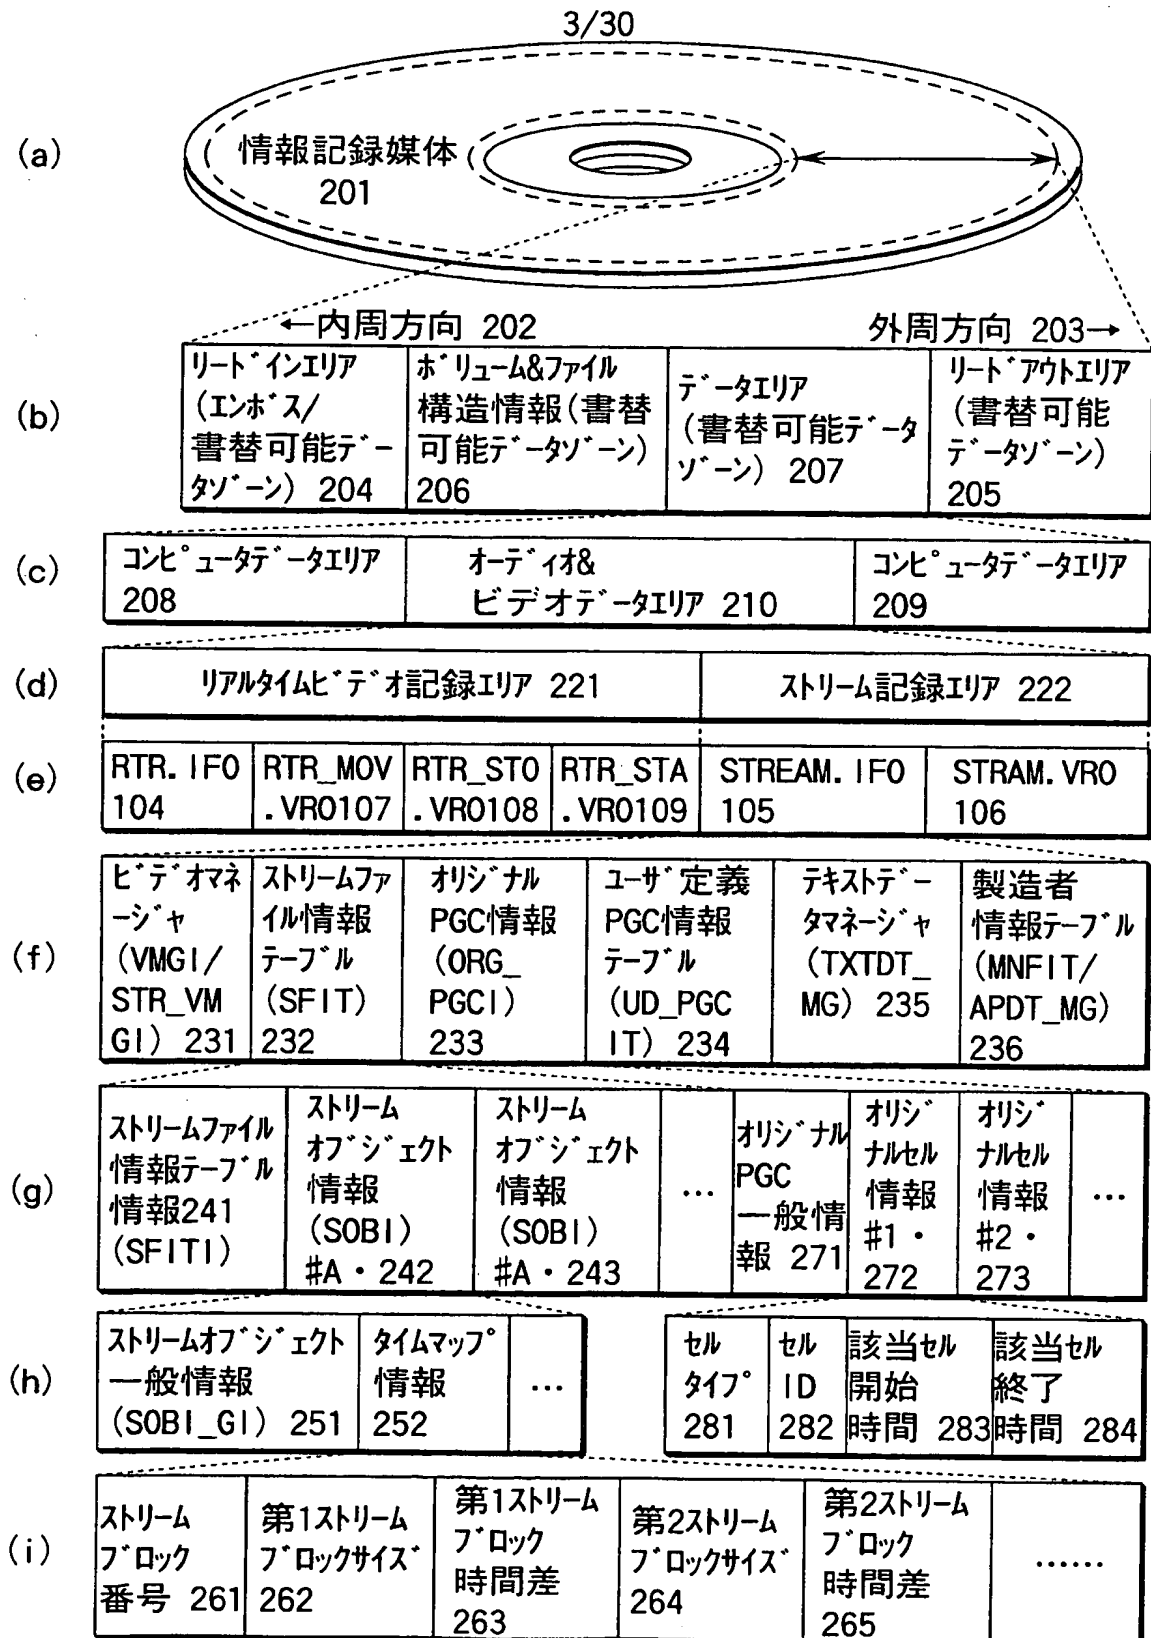 3/30
(a)
情報記録媒体
201
←内周方向 202
外周方向 203→
(b)
リードインエリア
(エンボス/
書替可能デー
タゾーン) 204
ボリューム&ファイル
構造情報(書替
可能データゾーン)
206
データエリア
(書替可能データ
ゾーン) 207
リードアウトエリア
(書替可能
データゾーン)
205
(c)
コンピュータデータエリア
208
オーディオ&
ビデオデータエリア 210
コンピュータデータエリア
209
(d)
リアルタイムビデオ記録エリア 221
ストリーム記録エリア 222
(e)
RTR.IFO
104
RTR_MOV
.VRO107
RTR_STO
.VRO108
RTR_STA
.VRO109
STREAM.IFO
105
STRAM.VRO
106
(f)
ビデオマネ
ージャ
(VMGI/
STR_VM
GI) 231
ストリームファ
イル情報
テーブル
(SFIT)
232
オリジナル
PGC情報
(ORG_
PGCI)
233
ユーザ定義
PGC情報
テーブル
(UD_PGC
IT) 234
テキストデー
タマネージャ
(TXTDT_
MG) 235
製造者
情報テーブル
(MNFIT/
APDT_MG)
236
(g)
ストリームファイル
情報テーブル
情報241
(SFITI)
ストリーム
オブジェクト
情報
(SOBI)
#A・242
ストリーム
オブジェクト
情報
(SOBI)
#A・243
…
オリジナル
PGC
一般情
報 271
オリジ
ナルセル
情報
#1・
272
オリジ
ナルセル
情報
#2・
273
…
(h)
ストリームオブジェクト
一般情報
(SOBI_GI) 251
タイムマップ
情報
252
…
セル
タイプ
281
セル
ID
282
該当セル
開始
時間 283
該当セル
終了
時間 284
(i)
ストリーム
ブロック
番号 261
第1ストリーム
ブロックサイズ
262
第1ストリーム
ブロック
時間差
263
第2ストリーム
ブロックサイズ
264
第2ストリーム
ブロック
時間差
265
……